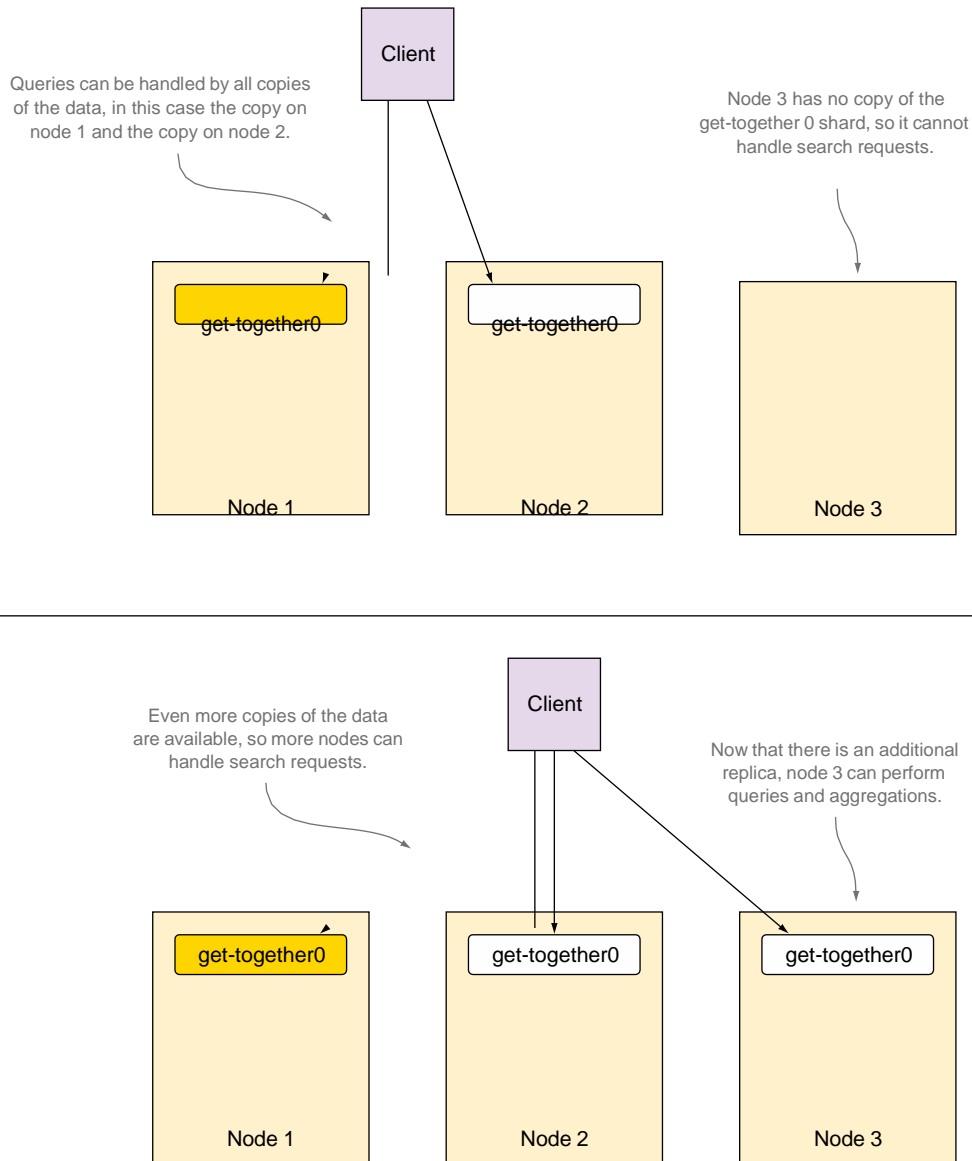 Client
Queries can be handled by all copies
of the data, in this case the copy on
node 1 and the copy on node 2.
Node 3 has no copy of the
get-together 0 shard, so it cannot
handle search requests.
get-together0
get-together0
Node 1
Node 2
Node 3
Client
Even more copies of the data
are available, so more nodes can
handle search requests.
Now that there is an additional
replica, node 3 can perform
queries and aggregations.
get-together0
get-together0
get-together0
Node 1
Node 2
Node 3